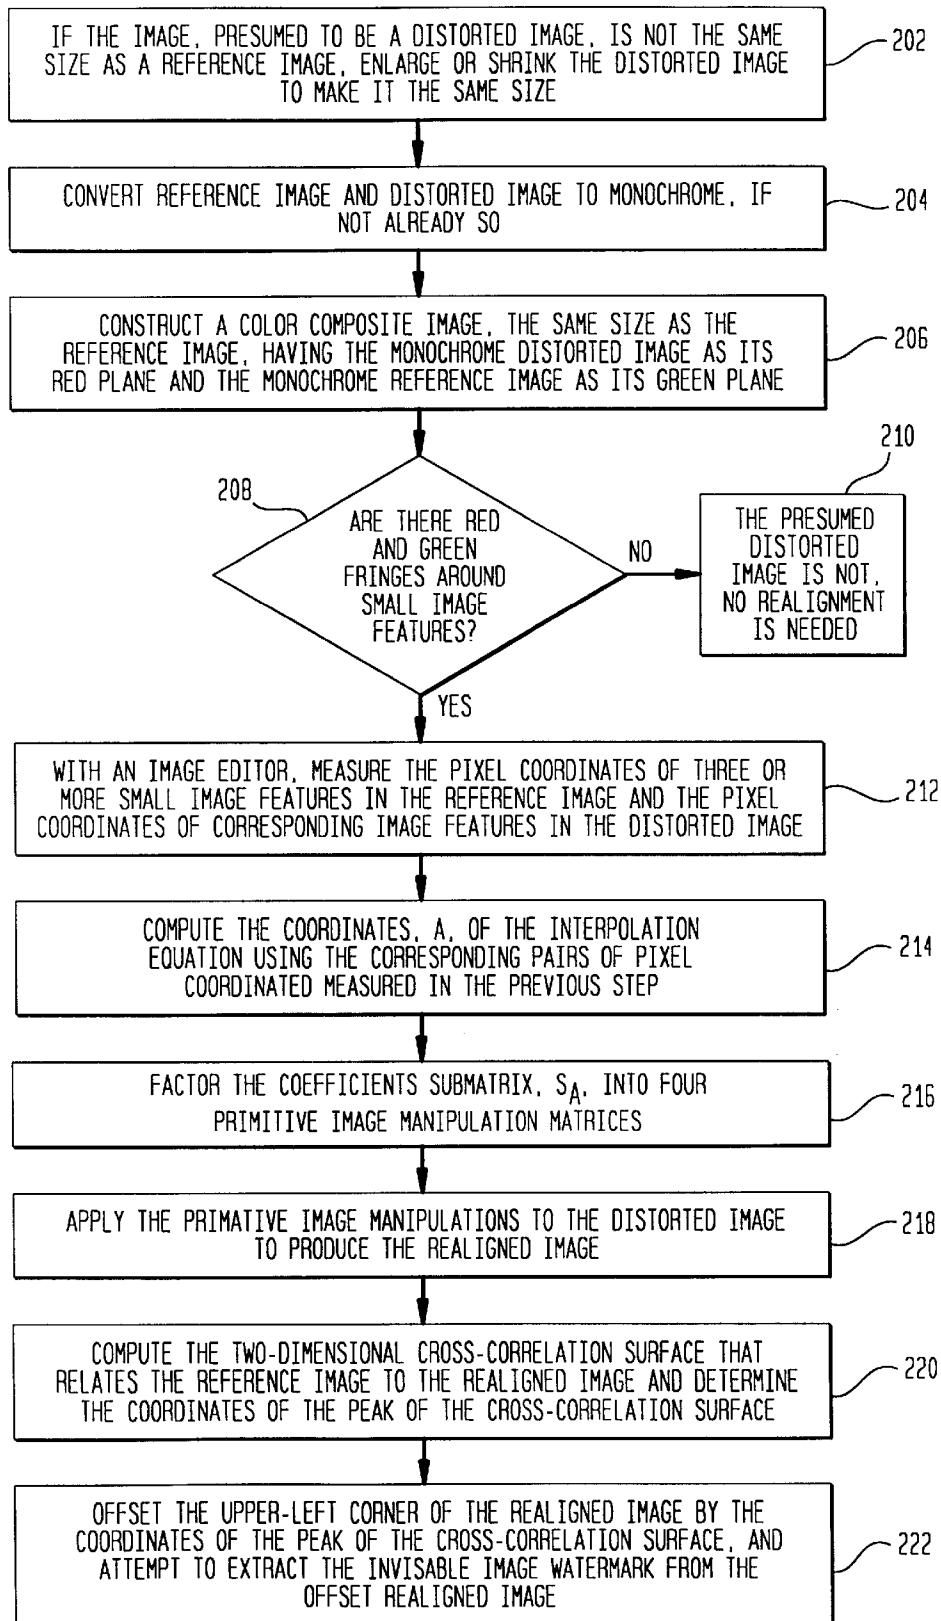 IF THE IMAGE, PRESUMED TO BE A DISTORTED IMAGE, IS NOT THE SAME
SIZE AS A REFERENCE IMAGE, ENLARGE OR SHRINK THE DISTORTED IMAGE
TO MAKE IT THE SAME SIZE
202
CONVERT REFERENCE IMAGE AND DISTORTED IMAGE TO MONOCHROME, IF
NOT ALREADY SO
204
CONSTRUCT A COLOR COMPOSITE IMAGE, THE SAME SIZE AS THE
REFERENCE IMAGE, HAVING THE MONOCHROME DISTORTED IMAGE AS ITS
RED PLANE AND THE MONOCHROME REFERENCE IMAGE AS ITS GREEN PLANE
206
208
ARE THERE RED
AND GREEN
FRINGES AROUND
SMALL IMAGE
FEATURES?
NO
YES
210
THE PRESUMED
DISTORTED
IMAGE IS NOT,
NO REALIGNMENT
IS NEEDED
WITH AN IMAGE EDITOR, MEASURE THE PIXEL COORDINATES OF THREE OR
MORE SMALL IMAGE FEATURES IN THE REFERENCE IMAGE AND THE PIXEL
COORDINATES OF CORRESPONDING IMAGE FEATURES IN THE DISTORTED IMAGE
212
COMPUTE THE COORDINATES, A, OF THE INTERPOLATION
EQUATION USING THE CORRESPONDING PAIRS OF PIXEL
COORDINATED MEASURED IN THE PREVIOUS STEP
214
FACTOR THE COEFFICIENTS SUBMATRIX, SA, INTO FOUR
PRIMITIVE IMAGE MANIPULATION MATRICES
216
APPLY THE PRIMATIVE IMAGE MANIPULATIONS TO THE DISTORTED IMAGE
TO PRODUCE THE REALIGNED IMAGE
218
COMPUTE THE TWO-DIMENSIONAL CROSS-CORRELATION SURFACE THAT
RELATES THE REFERENCE IMAGE TO THE REALIGNED IMAGE AND DETERMINE
THE COORDINATES OF THE PEAK OF THE CROSS-CORRELATION SURFACE
220
OFFSET THE UPPER-LEFT CORNER OF THE REALIGNED IMAGE BY THE
COORDINATES OF THE PEAK OF THE CROSS-CORRELATION SURFACE, AND
ATTEMPT TO EXTRACT THE INVISABLE IMAGE WATERMARK FROM THE
OFFSET REALIGNED IMAGE
222